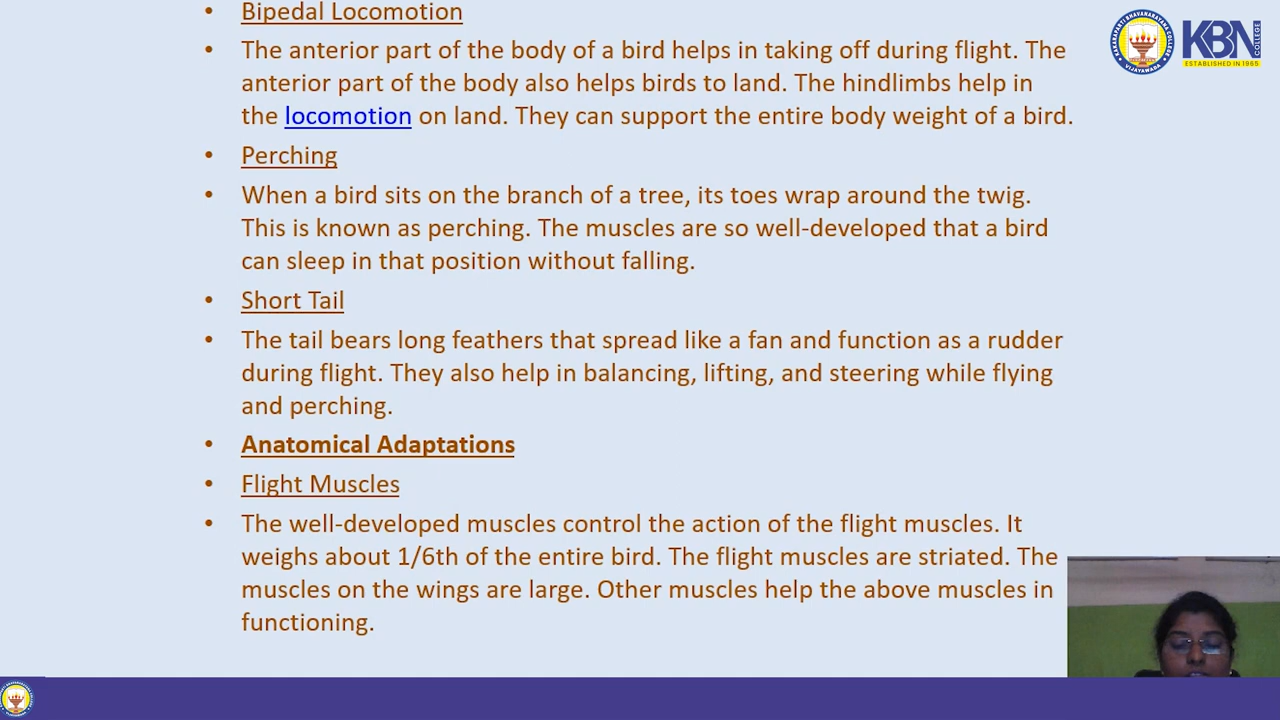 Bipedal Locomotion
The anterior part of the body of a bird helps in taking off during flight. The
anterior part of the body also helps birds to land. The hindlimbs help in
the locomotion on land. They can support the entire body weight of a bird.
Perching
When a bird sits on the branch of a tree, its toes wrap around the twig.
This is known as perching. The muscles are so well-developed that a bird
can sleep in that position without falling.
Short Tail
The tail bears long feathers that spread like a fan and function as a rudder
during flight. They also help in balancing, lifting, and steering while flying
and perching.
Anatomical Adaptations
Flight Muscles
The well-developed muscles control the action of the flight muscles. It
weighs about 1/6th of the entire bird. The flight muscles are striated. The
muscles on the wings are large. Other muscles help the above muscles in
functioning.
KBN
COLLEGE
ESTABLISHED IN 1965
VIJAYAWADA